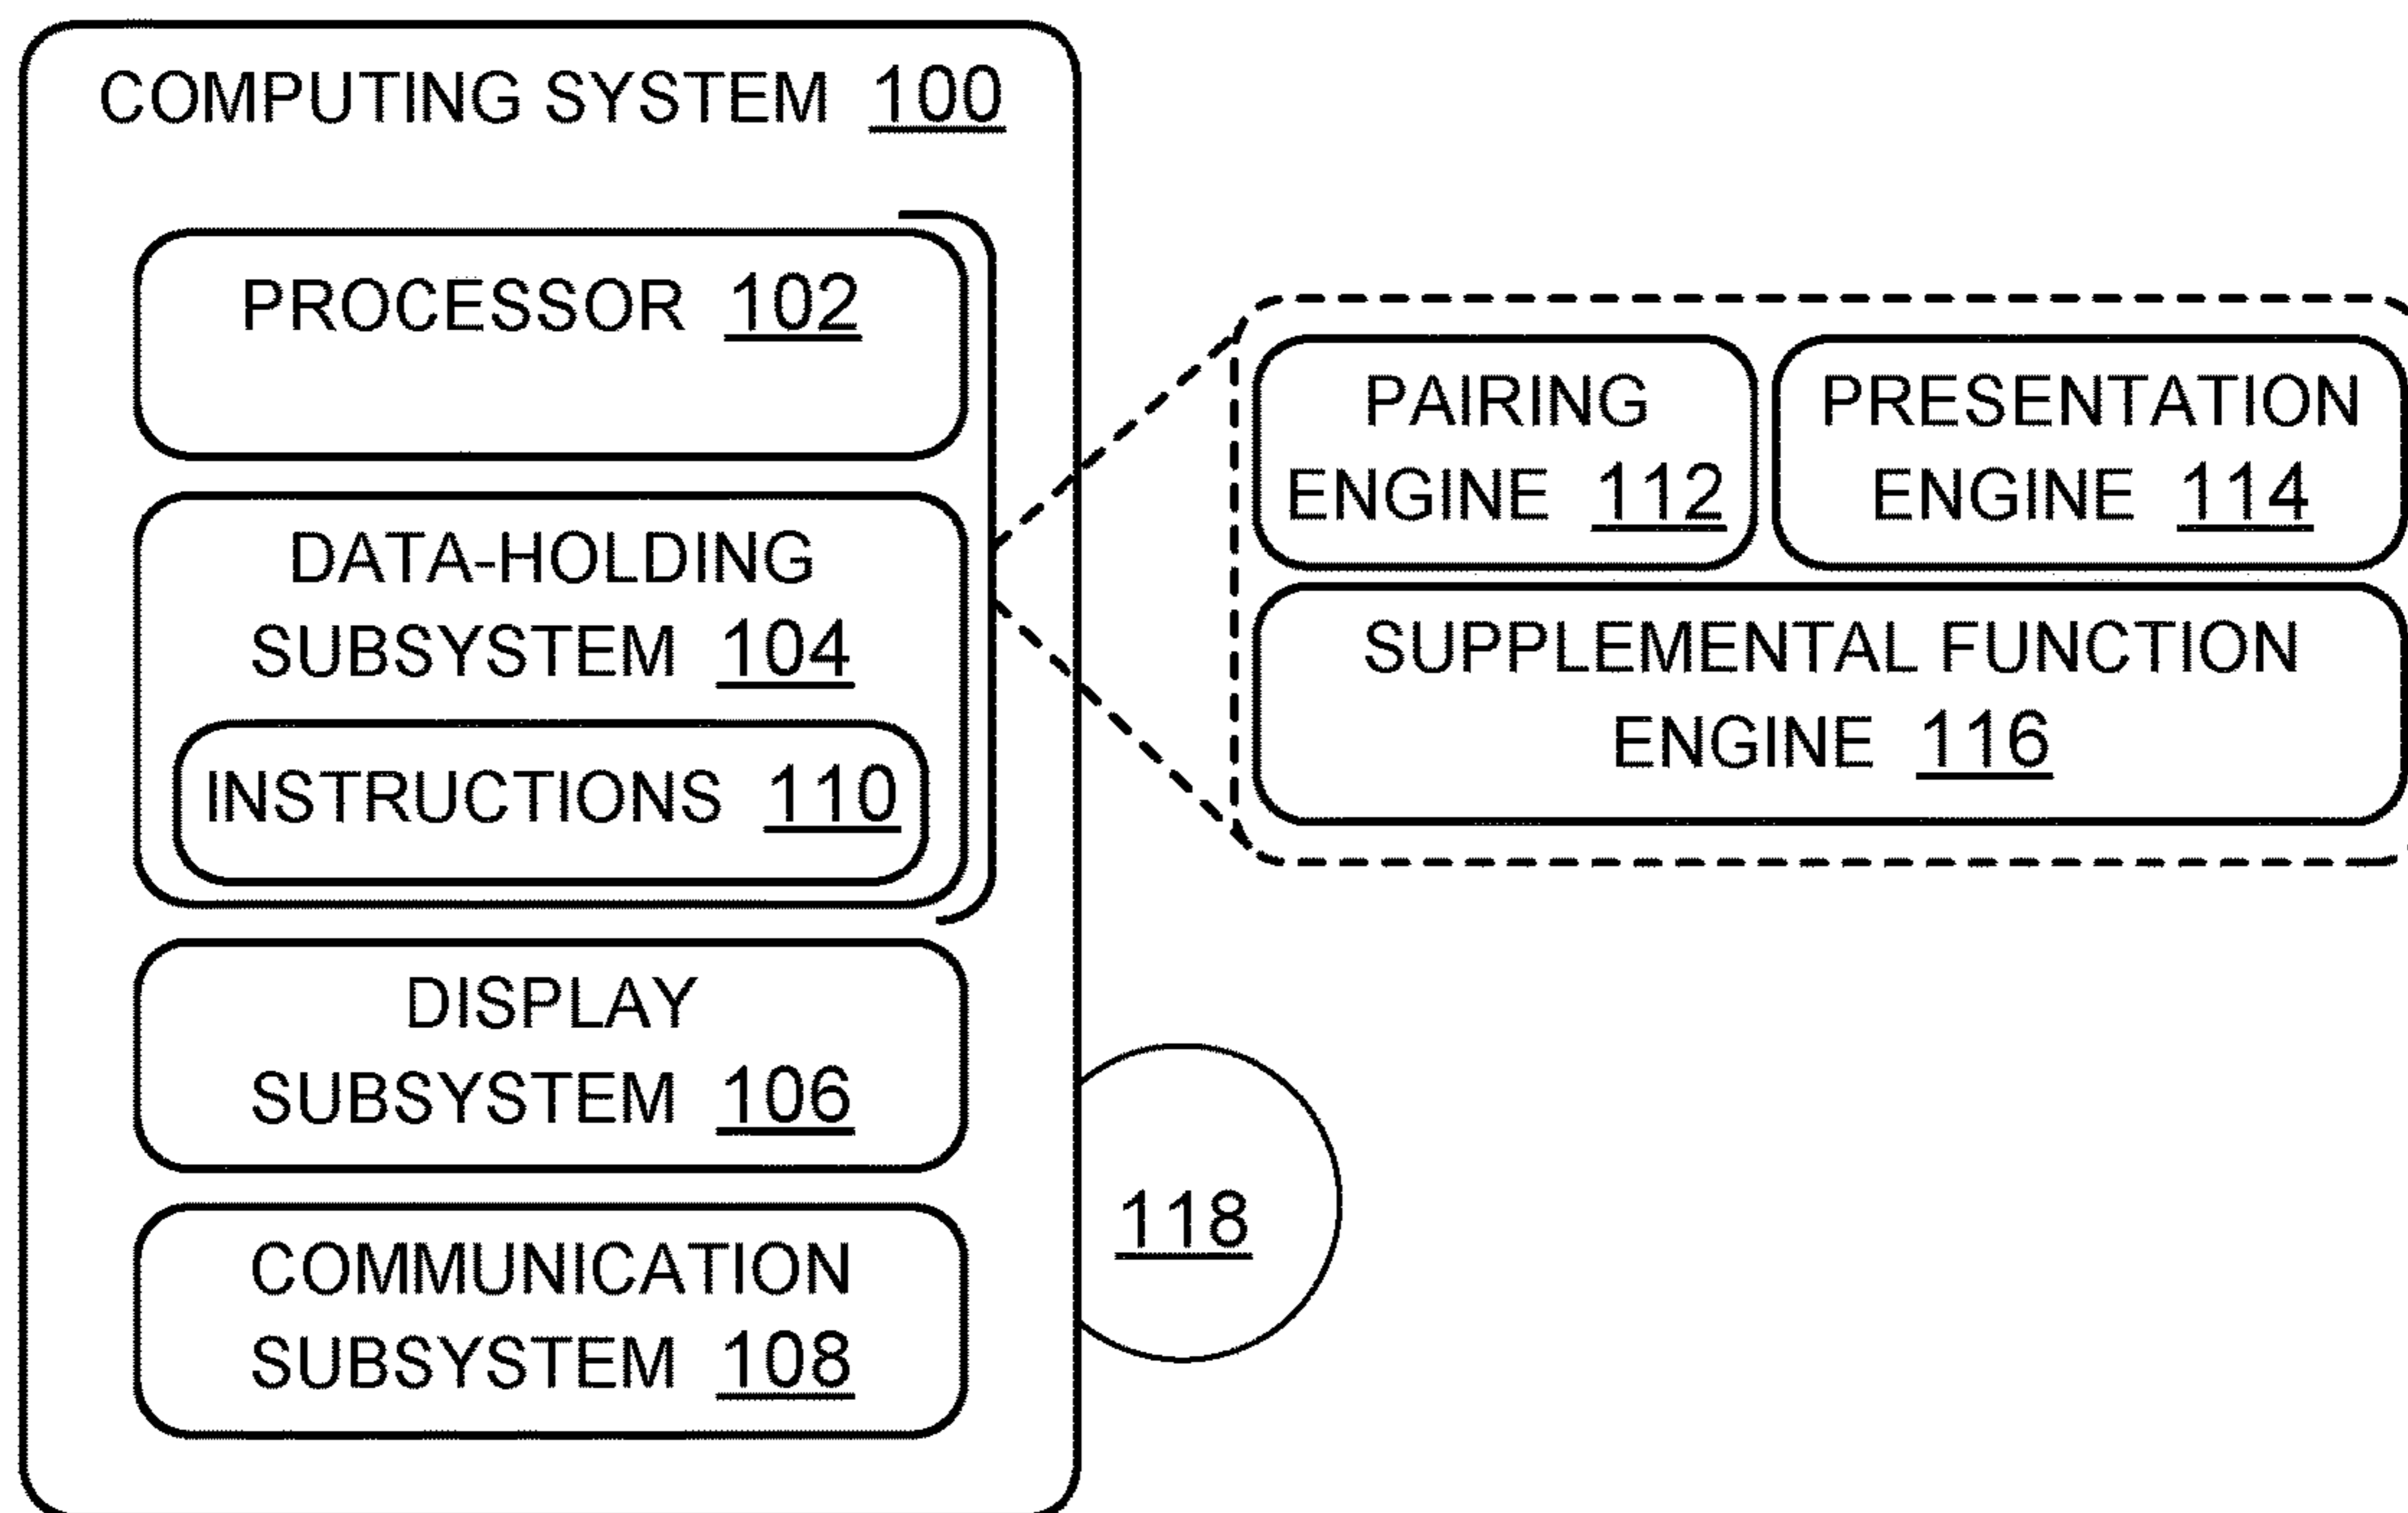 COMPUTING SYSTEM 100
PROCESSOR 102
DATA-HOLDING
SUBSYSTEM 104
INSTRUCTIONS 110
DISPLAY
SUBSYSTEM 106
COMMUNICATION
SUBSYSTEM 108
PAIRING
ENGINE 112
PRESENTATION
ENGINE 114
SUPPLEMENTAL FUNCTION
ENGINE 116
118